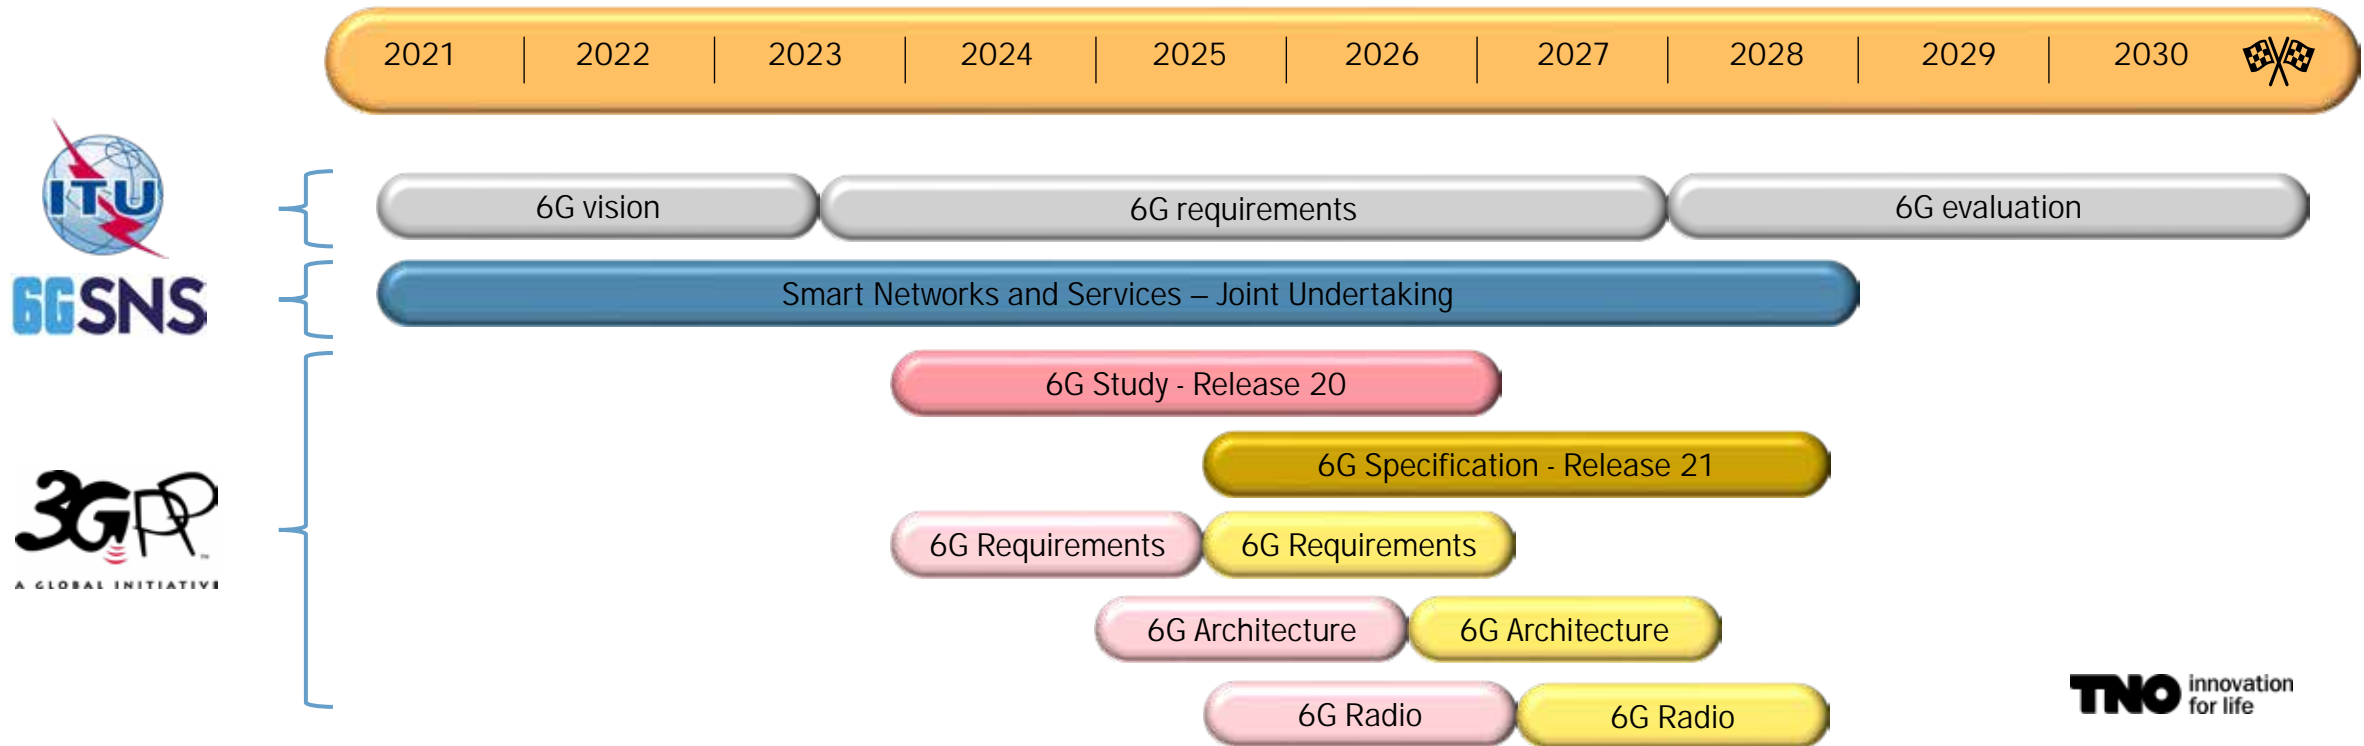 2021 2022 2023 2024 2025 2026 2027 2028 2029 2030
ITU
6G vision 6G requirements 6G evaluation
6GSNS
Smart Networks and Services – Joint Undertaking
6G Study - Release 20
6G Specification - Release 21
3GPP
A GLOBAL INITIATIVE
6G Requirements 6G Requirements
6G Architecture 6G Architecture
6G Radio 6G Radio
TNO innovation
for life